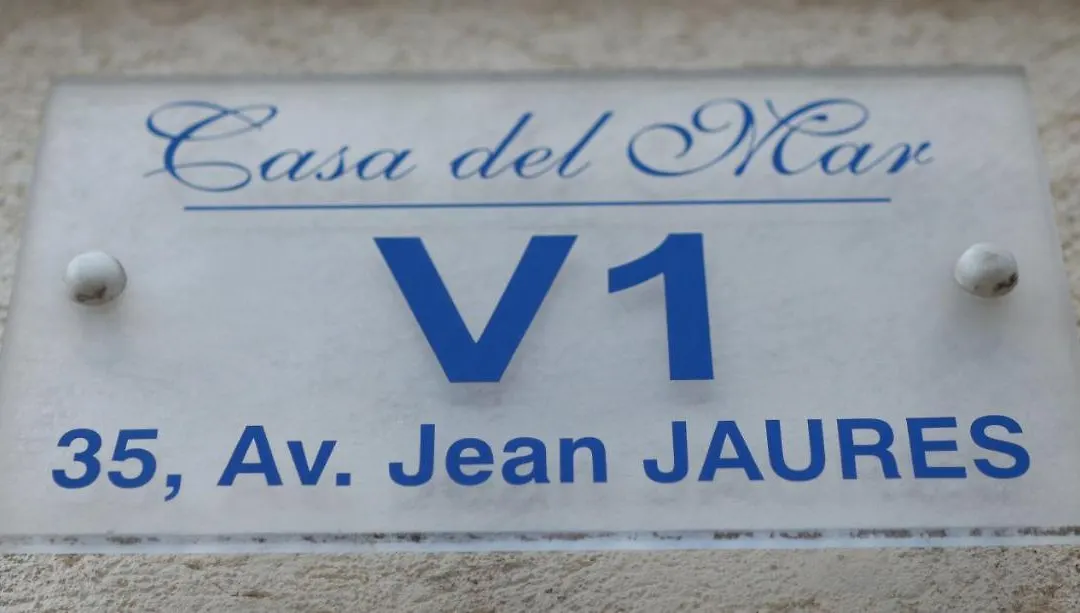 Casa del Mar
V1
35, Av. Jean JAURES